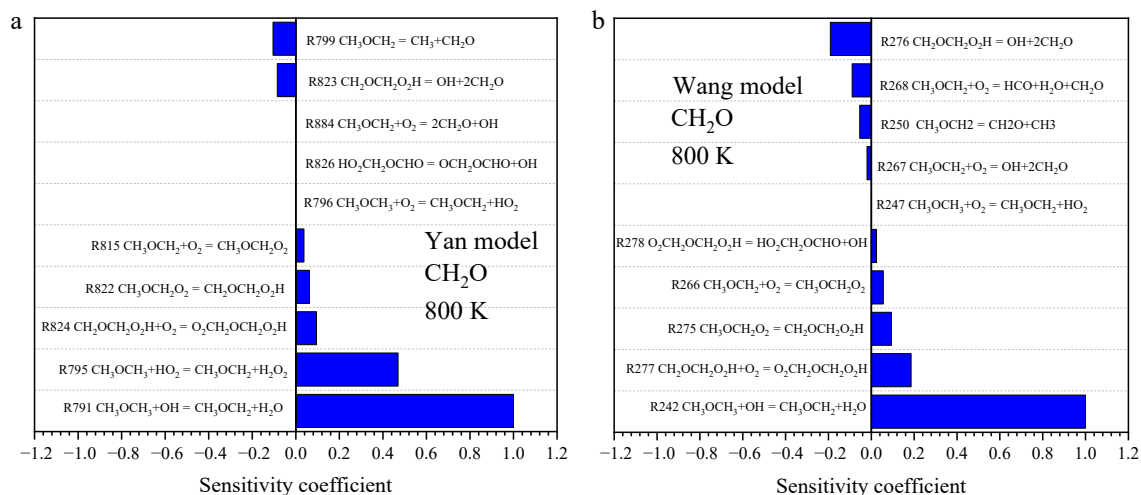 a
R799 CH₃OCH₂ = CH₃+CH₂O
R823 CH₂OCH₂O₂H = OH+2CH₂O
R884 CH₃OCH₂+O₂ = 2CH₂O+OH
R826 HO₂CH₂OCHO = OCH₂OCHO+OH
R796 CH₃OCH₃+O₂ = CH₃OCH₂+HO₂
R815 CH₃OCH₂+O₂ = CH₃OCH₂O₂
R822 CH₃OCH₂O₂ = CH₂OCH₂O₂H
R824 CH₂OCH₂O₂H+O₂ = O₂CH₂OCH₂O₂H
R795 CH₃OCH₃+HO₂ = CH₃OCH₂+H₂O₂
R791 CH₃OCH₃+OH = CH₃OCH₂+H₂O
Yan model
CH₂O
800 K
−1.2 −1.0 −0.8 −0.6 −0.4 −0.2 0.0 0.2 0.4 0.6 0.8 1.0 1.2
Sensitivity coefficient
b
R276 CH₂OCH₂O₂H = OH+2CH₂O
R268 CH₃OCH₂+O₂ = HCO+H₂O+CH₂O
R250 CH₃OCH2 = CH2O+CH3
R267 CH₃OCH₂+O₂ = OH+2CH₂O
R247 CH₃OCH₃+O₂ = CH₃OCH₂+HO₂
R278 O₂CH₂OCH₂O₂H = HO₂CH₂OCHO+OH
R266 CH₃OCH₂+O₂ = CH₃OCH₂O₂
R275 CH₃OCH₂O₂ = CH₂OCH₂O₂H
R277 CH₂OCH₂O₂H+O₂ = O₂CH₂OCH₂O₂H
R242 CH₃OCH₃+OH = CH₃OCH₂+H₂O
Wang model
CH₂O
800 K
−1.2 −1.0 −0.8 −0.6 −0.4 −0.2 0.0 0.2 0.4 0.6 0.8 1.0 1.2
Sensitivity coefficient